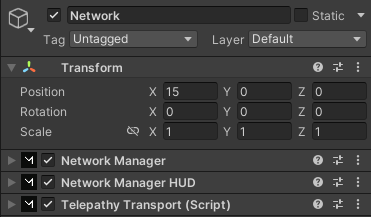 Network
Static
Tag Untagged Layer Default
Transform
Position X 15 Y 0 Z 0
Rotation X 0 Y 0 Z 0
Scale X 1 Y 1 Z 1
Network Manager
Network Manager HUD
Telepathy Transport (Script)